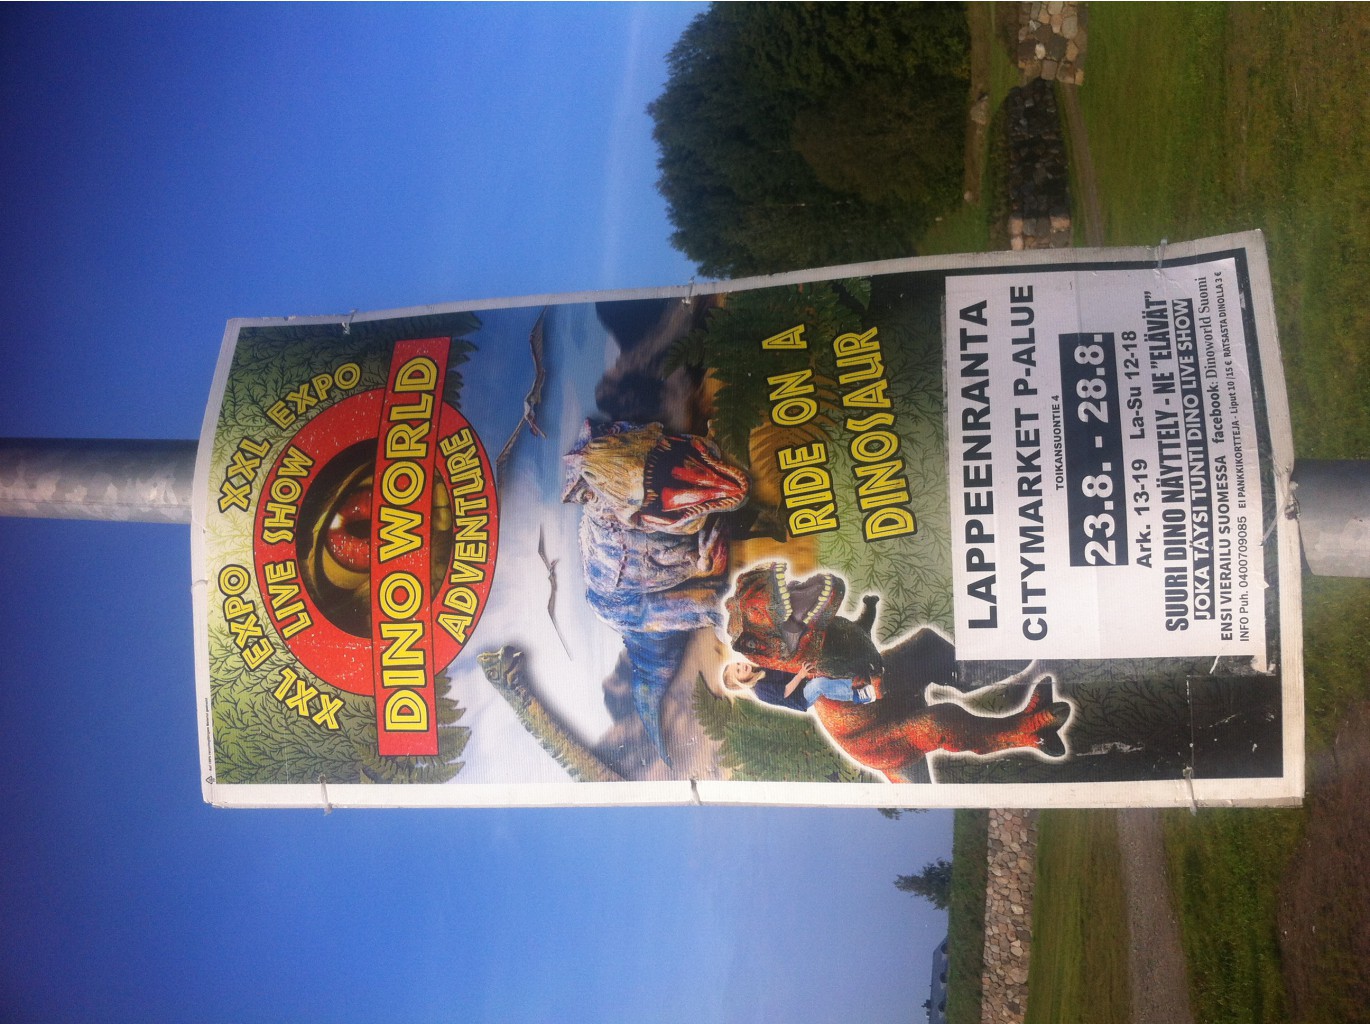 XXL EXPO XXL EXPO
LIVE SHOW
DINO WORLD
ADVENTURE
RIDE ON A
DINOSAUR
LAPPEENRANTA
CITYMARKET P-ALUE
TOIKANSUONTIE 4
23.8. - 28.8.
Ark. 13-19 La-Su 12-18
SUURI DINO NÄYTTELY - NE "ELÄVÄT"
JOKA TÄYSI TUNTI DINO LIVE SHOW
ENSI VIERAILU SUOMESSA facebook: Dinoworld Suomi
INFO Puh. 0400709085 EI PANKKIKORTTEJA - Liput 10 /15 € RATSASTA DINOLLA 3 €